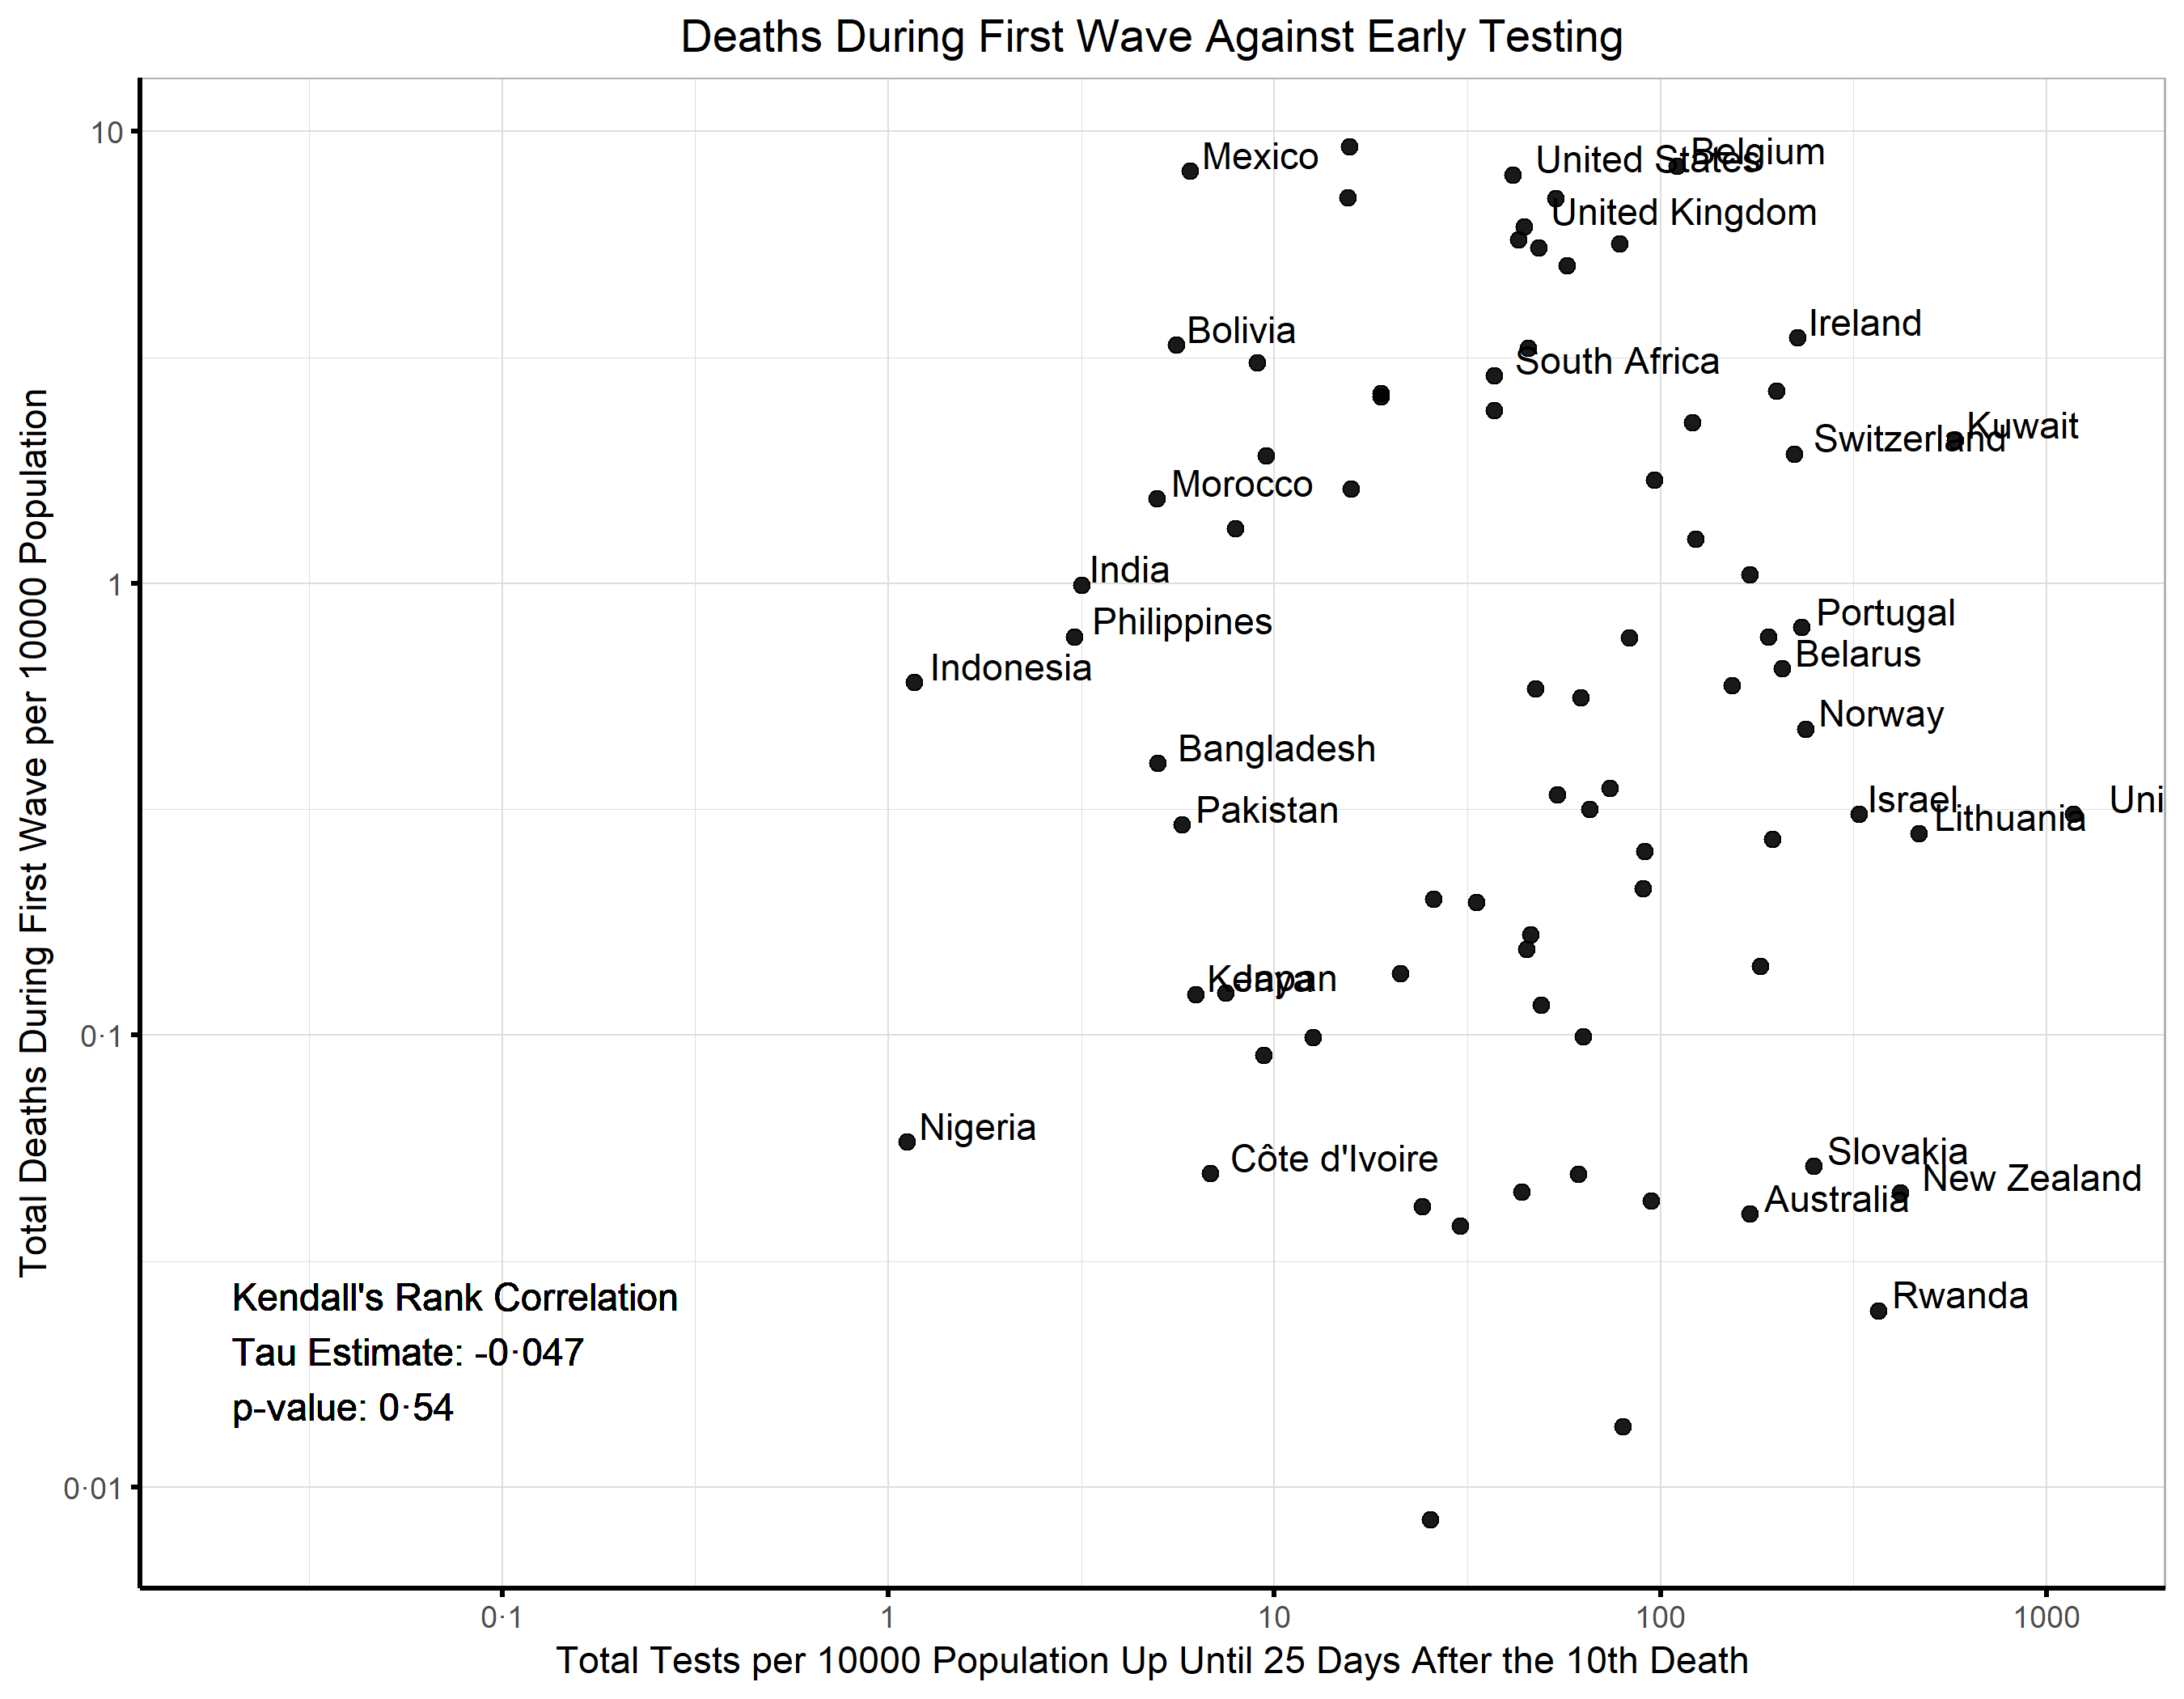 Deaths During First Wave Against Early Testing
Total Deaths During First Wave per 10000 Population
10
1
0·1
0·01
Mexico
United States
Belgium
United Kingdom
Bolivia
Ireland
South Africa
Kuwait
Switzerland
Morocco
India
Portugal
Philippines
Belarus
Indonesia
Norway
Bangladesh
Israel
Uni
Pakistan
Lithuania
Kenya
Japan
Nigeria
Slovakia
Côte d'Ivoire
New Zealand
Australia
Rwanda
Kendall's Rank Correlation
Tau Estimate: -0·047
p-value: 0·54
0·1
1
10
100
1000
Total Tests per 10000 Population Up Until 25 Days After the 10th Death